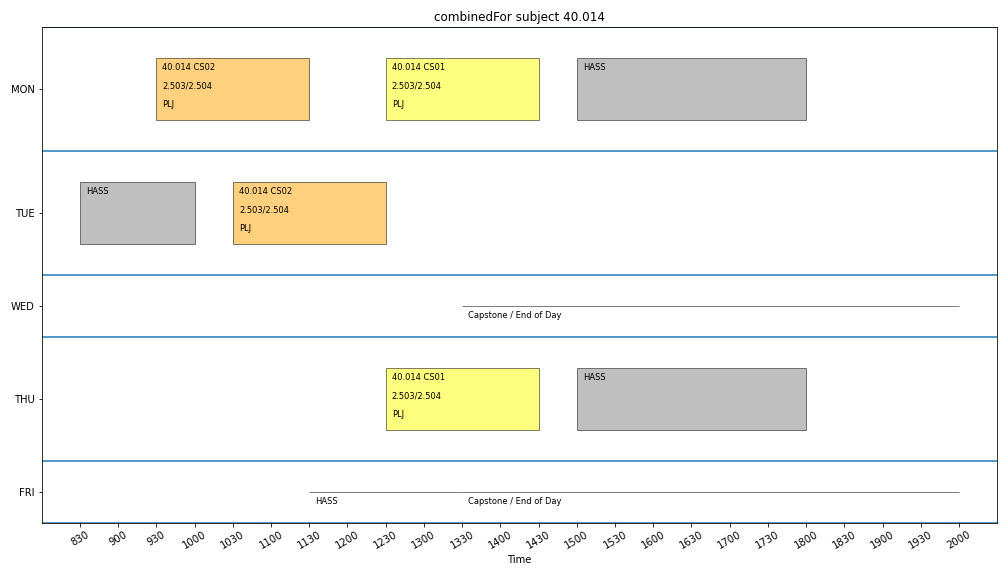 combinedFor subject 40.014
MON
40.014 CS02
2.503/2.504
PLJ
40.014 CS01
2.503/2.504
PLJ
HASS
TUE
HASS
40.014 CS02
2.503/2.504
PLJ
WED
Capstone / End of Day
THU
40.014 CS01
2.503/2.504
PLJ
HASS
FRI
HASS
Capstone / End of Day
830 900 930 1000 1030 1100 1130 1200 1230 1300 1330 1400 1430 1500 1530 1600 1630 1700 1730 1800 1830 1900 1930 2000
Time